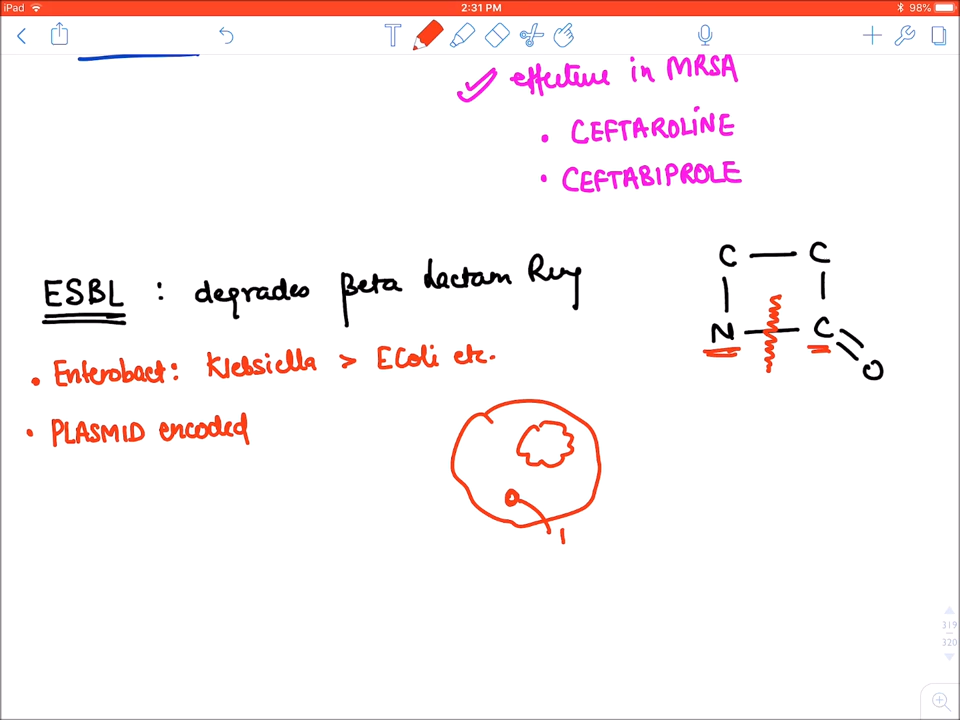 iPad
2:31 PM
98%
T
effective in MRSA
• CEFTAROLINE
• CEFTABIPROLE
ESBL : degrades Beta Lactam Ring
C — C
N — C
O
• Enterobact: Klebsiella > EColi etc.
• PLASMID encoded
319
320